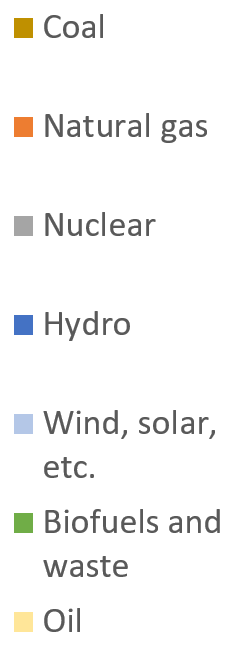 Coal
Natural gas
Nuclear
Hydro
Wind, solar,
etc.
Biofuels and
waste
Oil